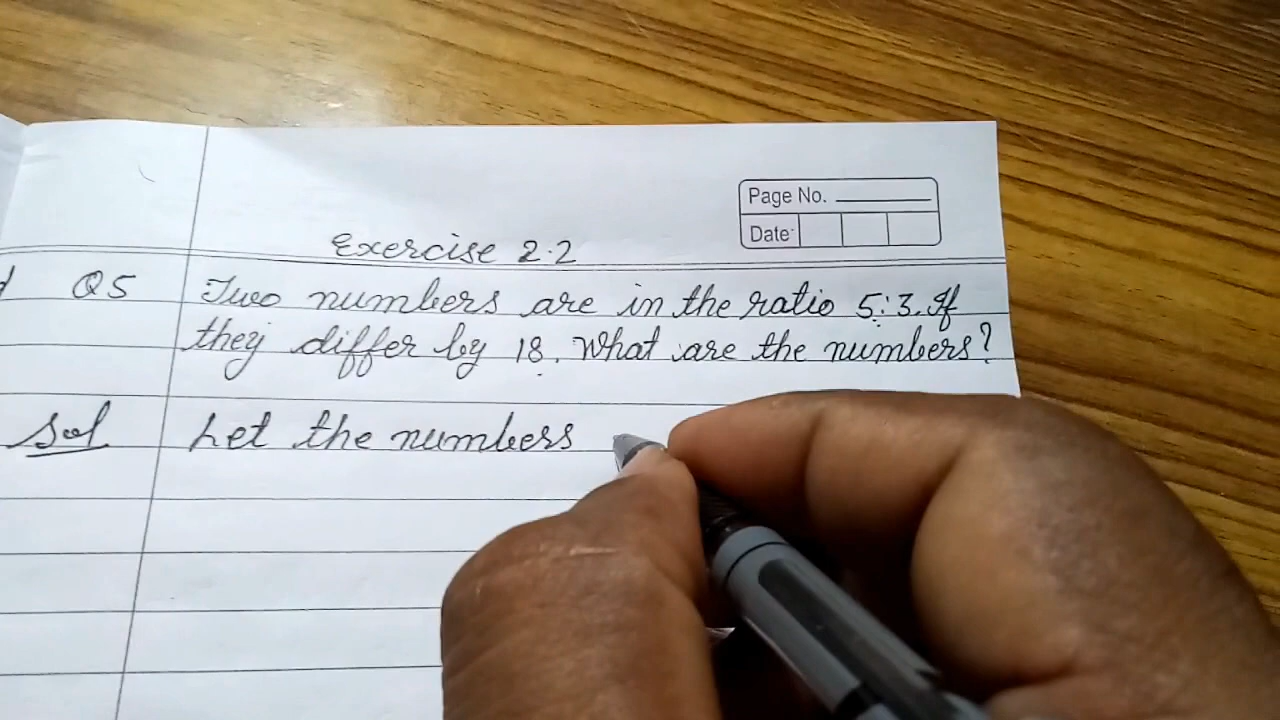 Page No.
Date
Exercise 2.2
Q5 Two numbers are in the ratio 5:3. If
they differ by 18. What are the numbers?
Sol Let the numbers